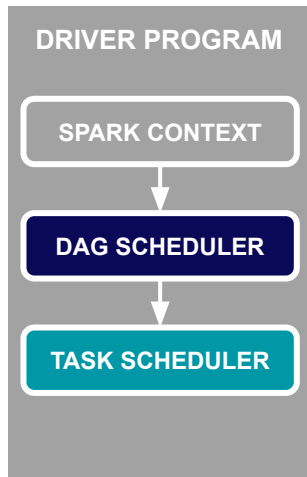 DRIVER PROGRAM
SPARK CONTEXT
DAG SCHEDULER
TASK SCHEDULER